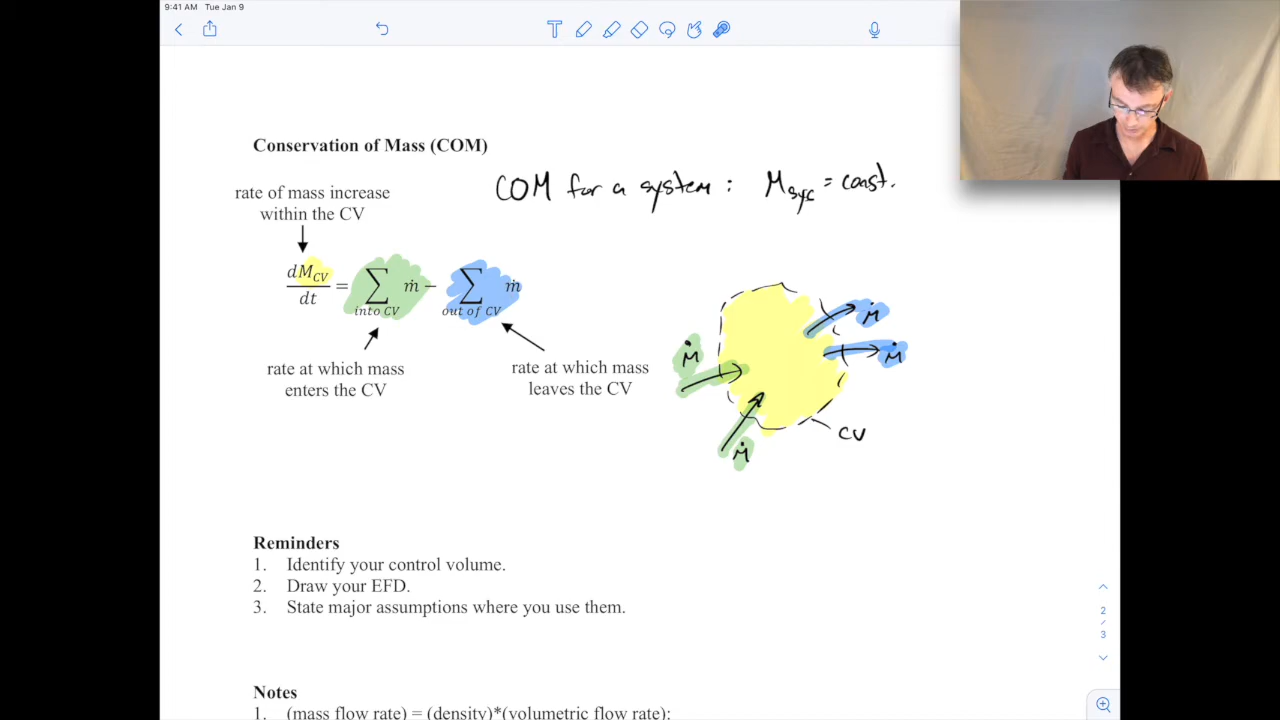 9:41 AM Tue Jan 9
T
Conservation of Mass (COM)
rate of mass increase
within the CV
COM for a system : Msys = const.
dM_CV/dt = ∑ ṁ − ∑ ṁ
into CV out of CV
rate at which mass
enters the CV
rate at which mass
leaves the CV
Ṁ
Ṁ
Ṁ
Ṁ
CV
Reminders
1. Identify your control volume.
2. Draw your EFD.
3. State major assumptions where you use them.
2
/
3
Notes
1. (mass flow rate) = (density)*(volumetric flow rate):